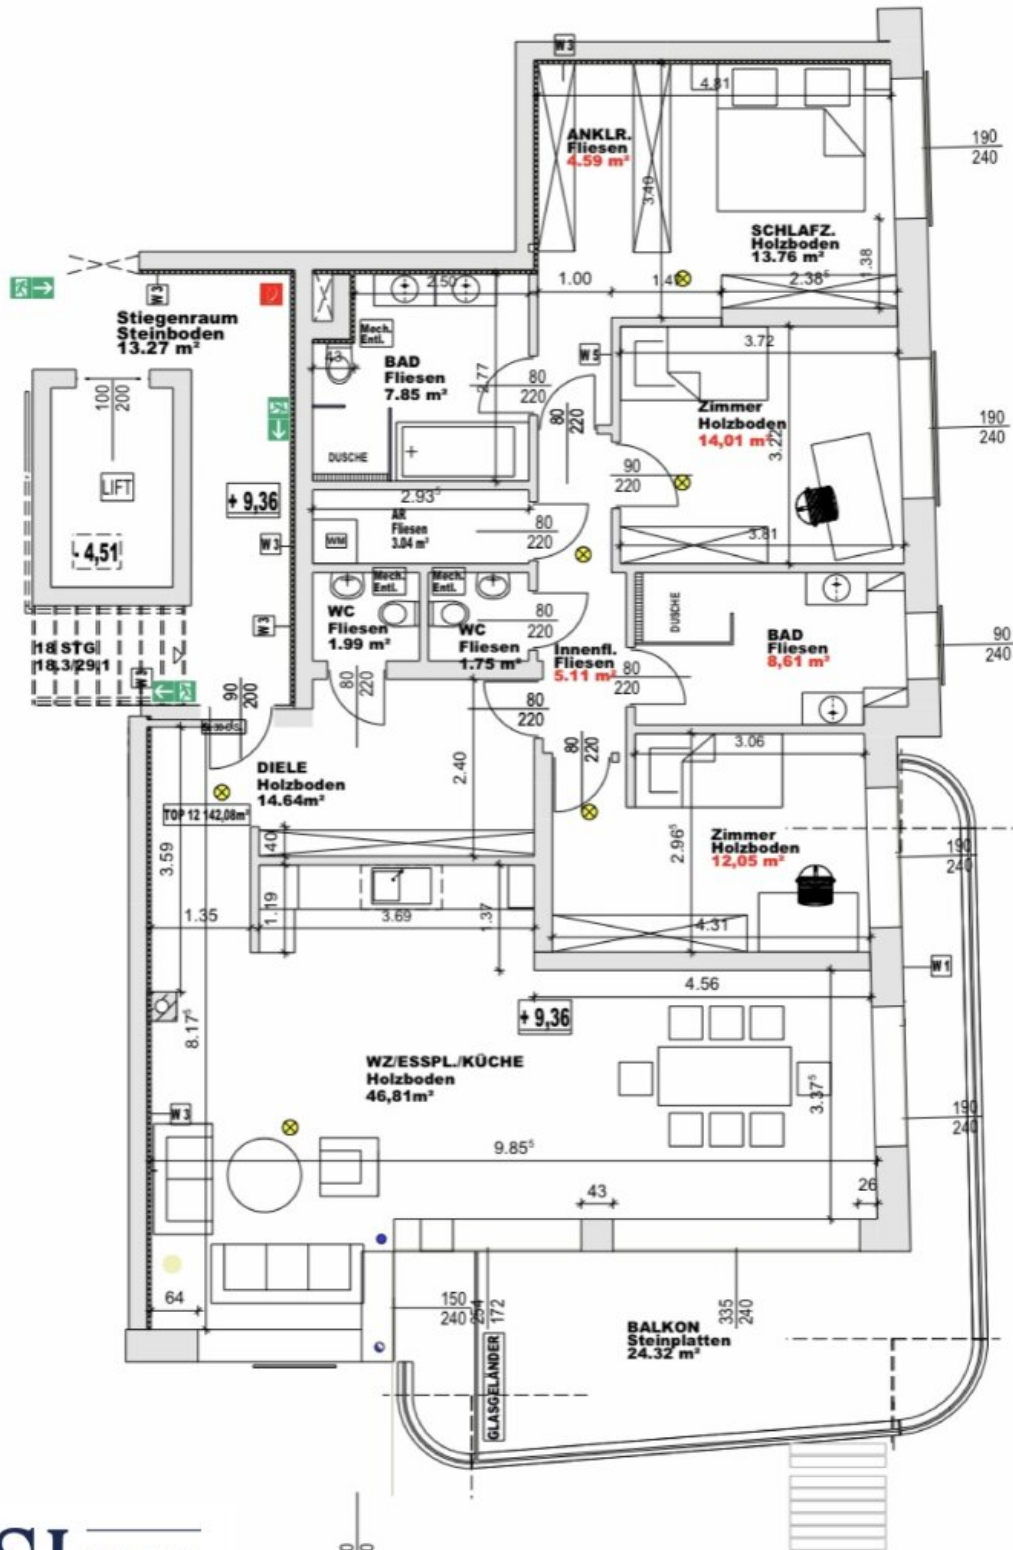 W3
4.81
190
240
ANKLR.
Fliesen
4.59 m²
3.40
SCHLAFZ.
Holzboden
13.76 m²
1.38
2.38⁵
1.00
2.50
W3
Stiegenraum
Steinboden
13.27 m²
Mech.
Entl.
43
BAD
Fliesen
7.85 m²
2.77
80
220
W5
80
220
3.72
Zimmer
Holzboden
14,01 m²
3.22
190
240
100
200
LIFT
+ 9,36
- 4,51
DUSCHE
90
220
2.93⁵
AR
Fliesen
3.04 m²
WM
80
220
W3
3.81
Mech.
Entl.
Mech.
Entl.
WC
Fliesen
1.99 m²
WC
Fliesen
1.75 m²
80
220
Innenfl.
Fliesen
5.11 m²
DUSCHE
BAD
Fliesen
8,61 m²
90
240
W3
18 STG
18,3/29,1
W3
90
200
80
220
80
220
80
220
80
220
3.06
DIELE
Holzboden
14.64m²
2.40
TOP 12 142,08m²
40
3.59
2.96⁵
Zimmer
Holzboden
12,05 m²
190
240
1.35
1.19
3.69
1.37
4.31
W1
4.56
+ 9,36
8.17⁵
WZ/ESSPL./KÜCHE
Holzboden
46,81m²
3.37⁵
W3
190
240
9.85⁵
43
26
64
150
240
254
172
335
240
GLASGELÄNDER
BALKON
Steinplatten
24.32 m²